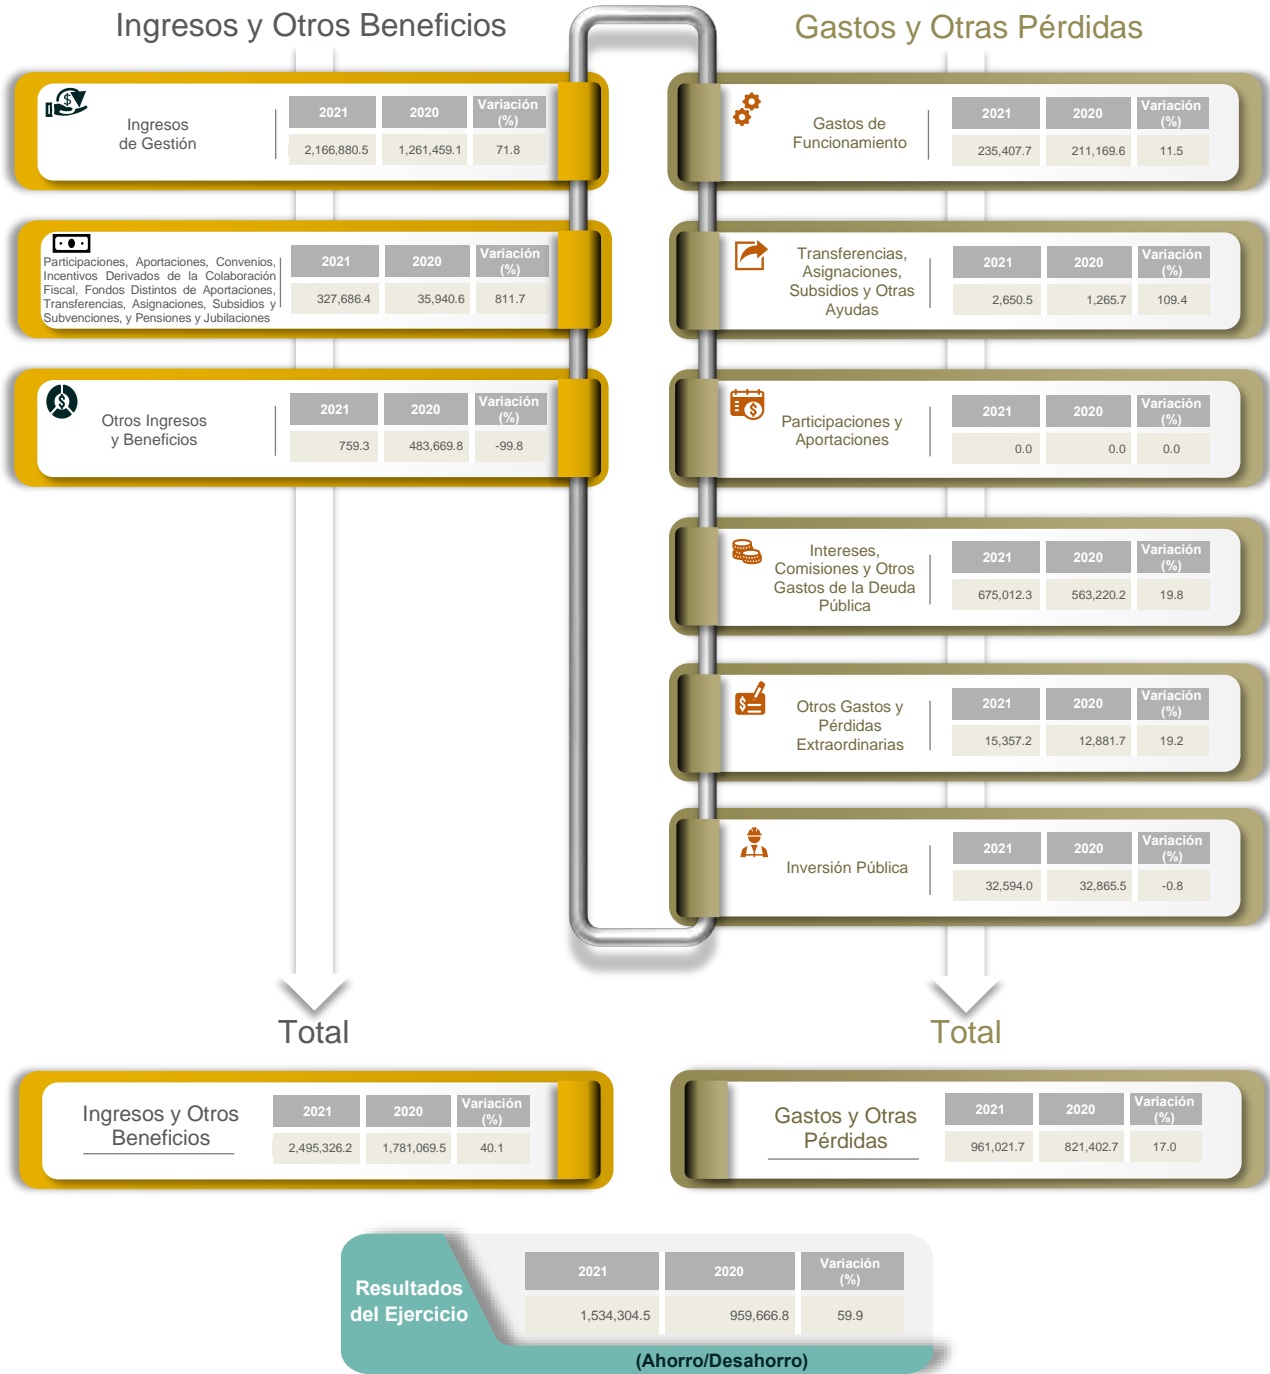 Ingresos y Otros Beneficios
Ingresos
de Gestión
2021 2020 Variación
(%)
2,166,880.5 1,261,459.1 71.8
Participaciones, Aportaciones, Convenios,
Incentivos Derivados de la Colaboración
Fiscal, Fondos Distintos de Aportaciones,
Transferencias, Asignaciones, Subsidios y
Subvenciones, y Pensiones y Jubilaciones
2021 2020 Variación
(%)
327,686.4 35,940.6 811.7
Otros Ingresos
y Beneficios
2021 2020 Variación
(%)
759.3 483,669.8 -99.8
Total
Ingresos y Otros
Beneficios
2021 2020 Variación
(%)
2,495,326.2 1,781,069.5 40.1
Gastos y Otras Pérdidas
Gastos de
Funcionamiento
2021 2020 Variación
(%)
235,407.7 211,169.6 11.5
Transferencias,
Asignaciones,
Subsidios y Otras
Ayudas
2021 2020 Variación
(%)
2,650.5 1,265.7 109.4
Participaciones y
Aportaciones
2021 2020 Variación
(%)
0.0 0.0 0.0
Intereses,
Comisiones y Otros
Gastos de la Deuda
Pública
2021 2020 Variación
(%)
675,012.3 563,220.2 19.8
Otros Gastos y
Pérdidas
Extraordinarias
2021 2020 Variación
(%)
15,357.2 12,881.7 19.2
Inversión Pública
2021 2020 Variación
(%)
32,594.0 32,865.5 -0.8
Total
Gastos y Otras
Pérdidas
2021 2020 Variación
(%)
961,021.7 821,402.7 17.0
Resultados
del Ejercicio
2021 2020 Variación
(%)
1,534,304.5 959,666.8 59.9
(Ahorro/Desahorro)